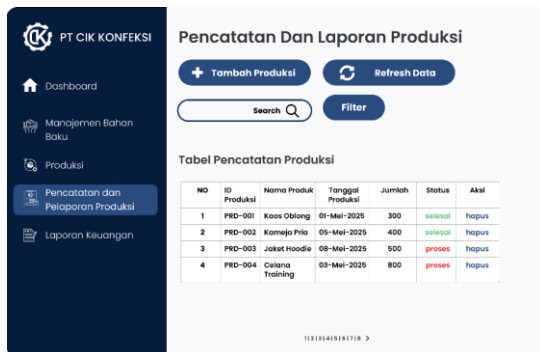 PT CIK KONFEKSI
Dashboard
Manajemen Bahan
Baku
Produksi
Pencatatan dan
Pelaporan Produksi
Laporan Keuangan
Pencatatan Dan Laporan Produksi
Tambah Produksi
Refresh Data
Search
Filter
Tabel Pencatatan Produksi
NO ID Produksi Nama Produk Tanggal Produksi Jumlah Status Aksi
1 PRD-001 Kaos Oblong 01-Mei-2025 300 selesai hapus
2 PRD-002 Kameja Pria 05-Mei-2025 400 selesai hapus
3 PRD-003 Jaket Hoodie 08-Mei-2025 500 proses hapus
4 PRD-004 Celana Training 03-Mei-2025 800 proses hapus
1|2|3|4|5|6|7|8 >